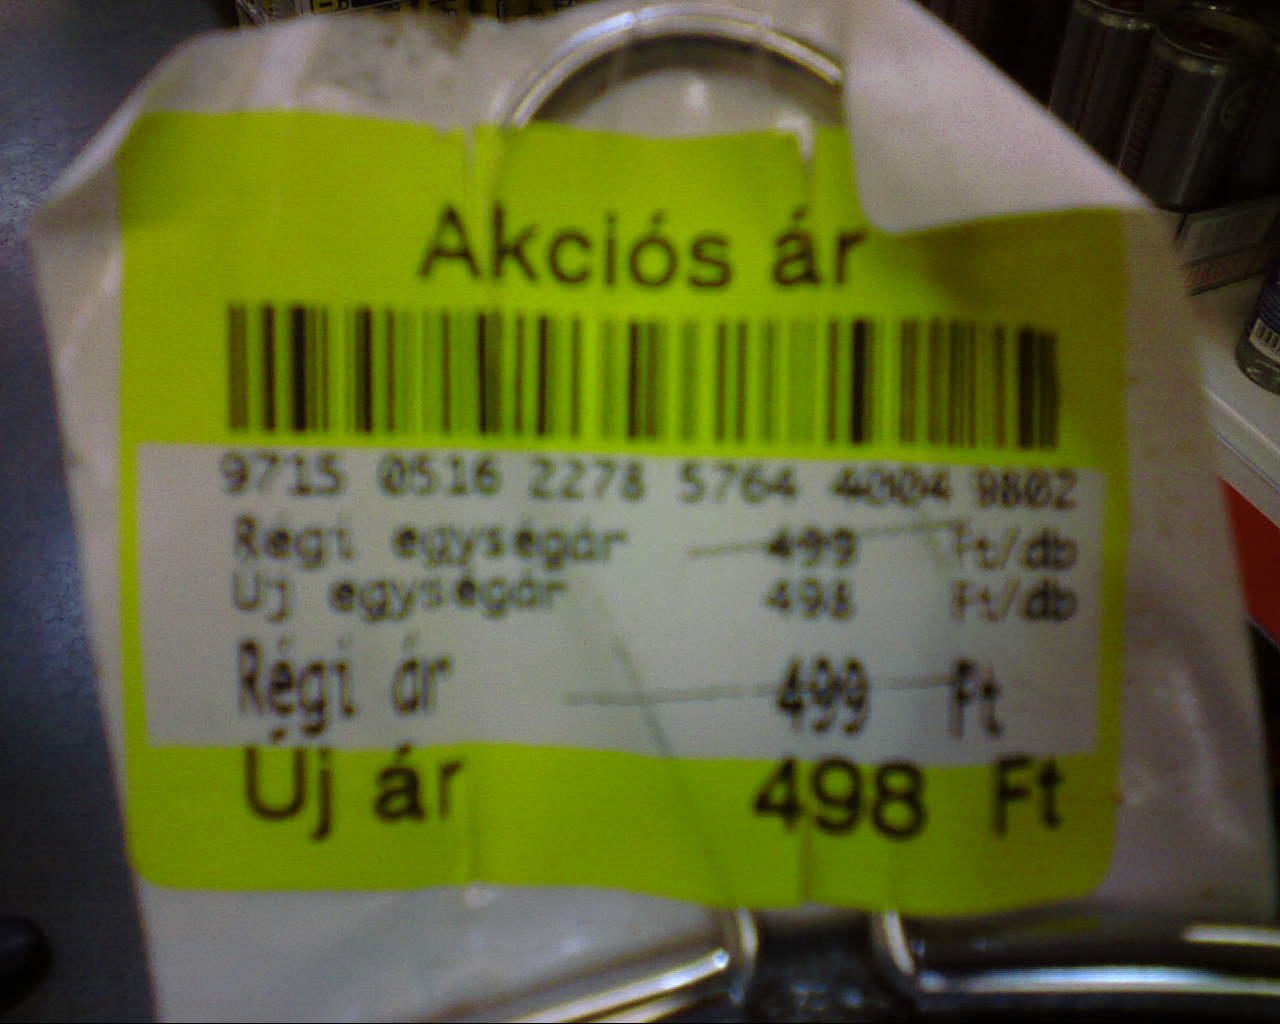 Akciós ár
9715 0516 2278 5764 4004 9802
Régi egységár 499 Ft/db
Uj egységár 498 Ft/db
Régi ár 499 Ft
Új ár 498 Ft